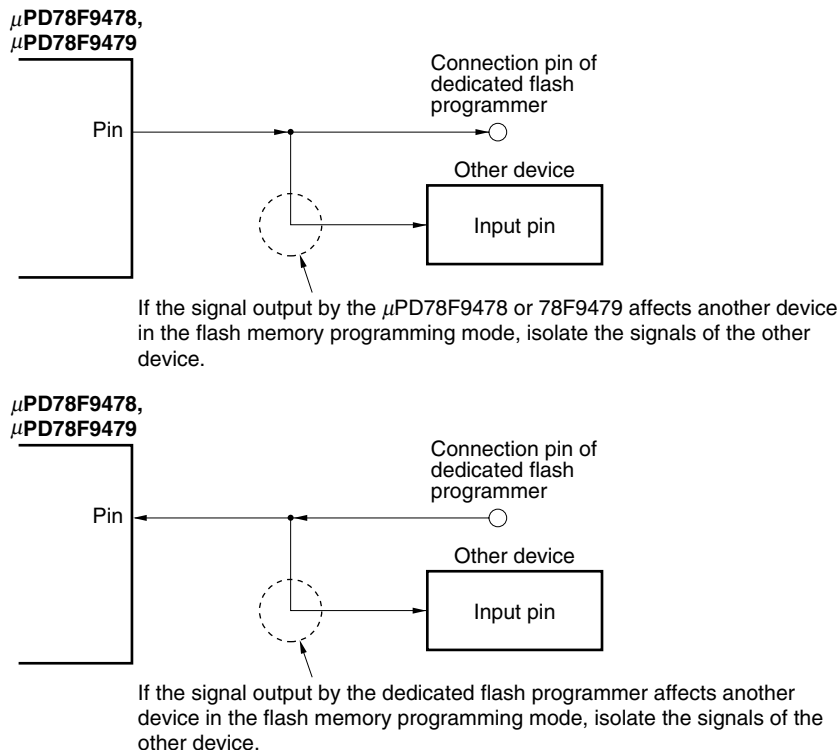 μPD78F9478,
μPD78F9479
Connection pin of
dedicated flash
programmer
Pin
Other device
Input pin
If the signal output by the μPD78F9478 or 78F9479 affects another device
in the flash memory programming mode, isolate the signals of the other
device.
μPD78F9478,
μPD78F9479
Connection pin of
dedicated flash
programmer
Pin
Other device
Input pin
If the signal output by the dedicated flash programmer affects another
device in the flash memory programming mode, isolate the signals of the
other device.